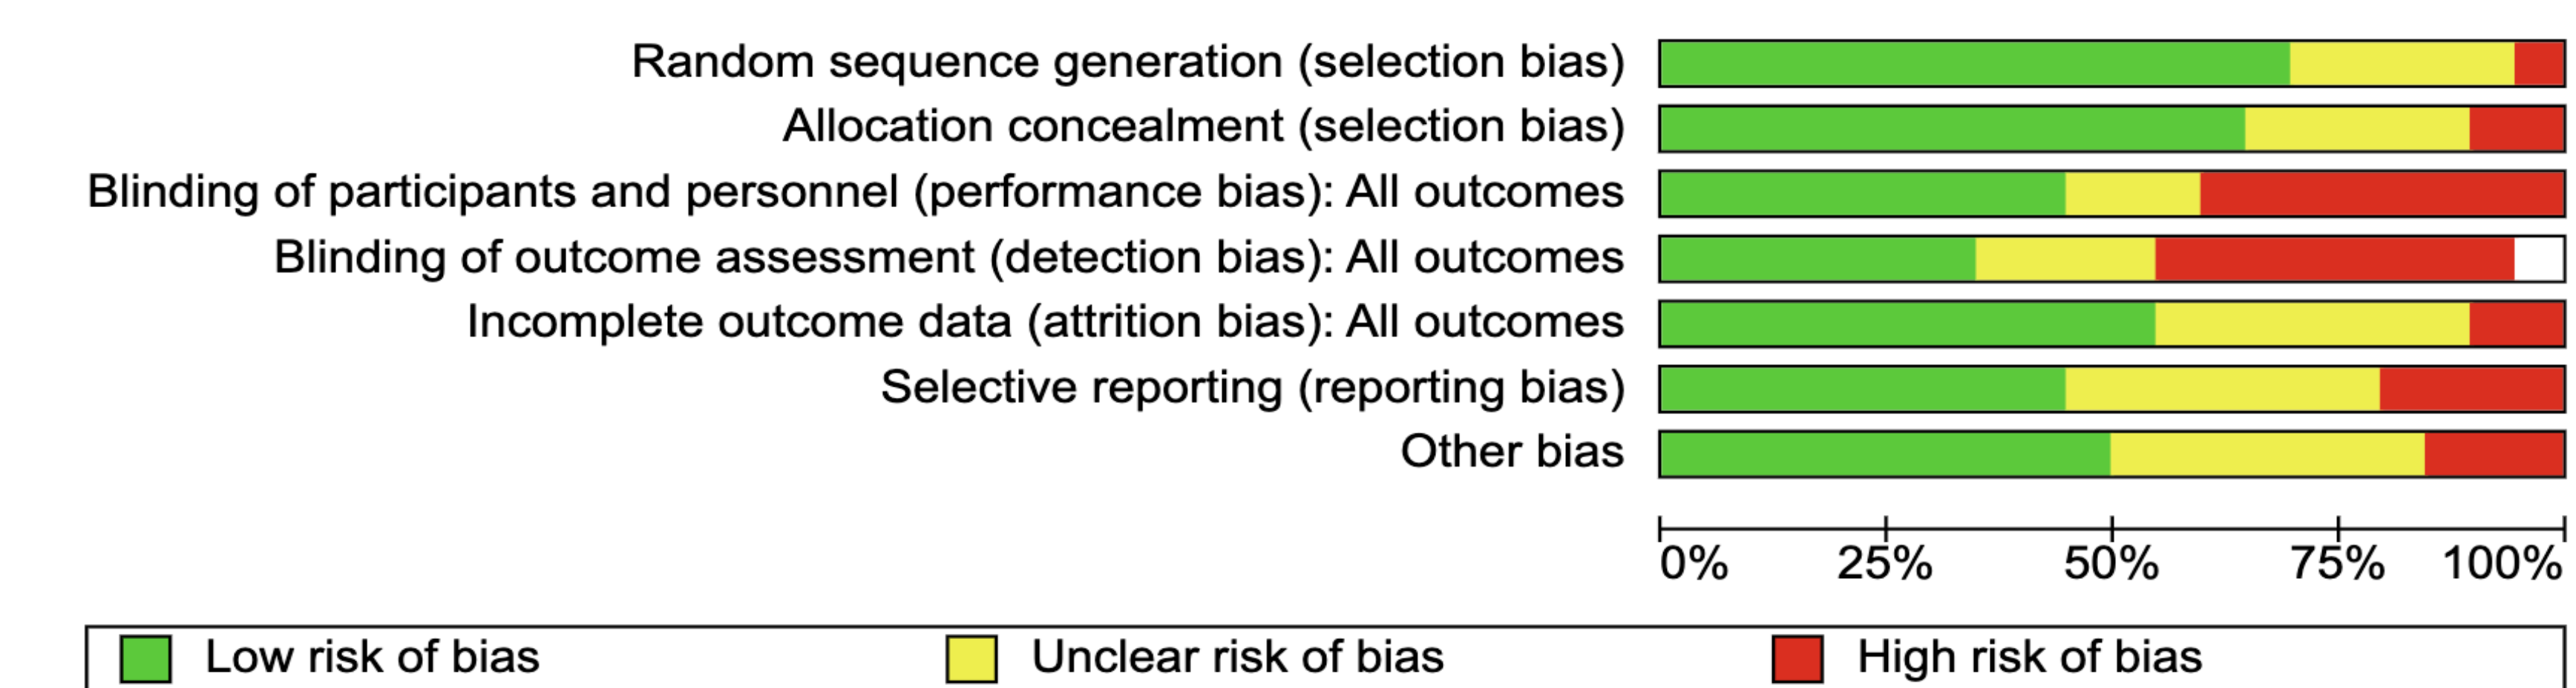 Random sequence generation (selection bias)
Allocation concealment (selection bias)
Blinding of participants and personnel (performance bias): All outcomes
Blinding of outcome assessment (detection bias): All outcomes
Incomplete outcome data (attrition bias): All outcomes
Selective reporting (reporting bias)
Other bias
0% 25% 50% 75% 100%
Low risk of bias Unclear risk of bias High risk of bias